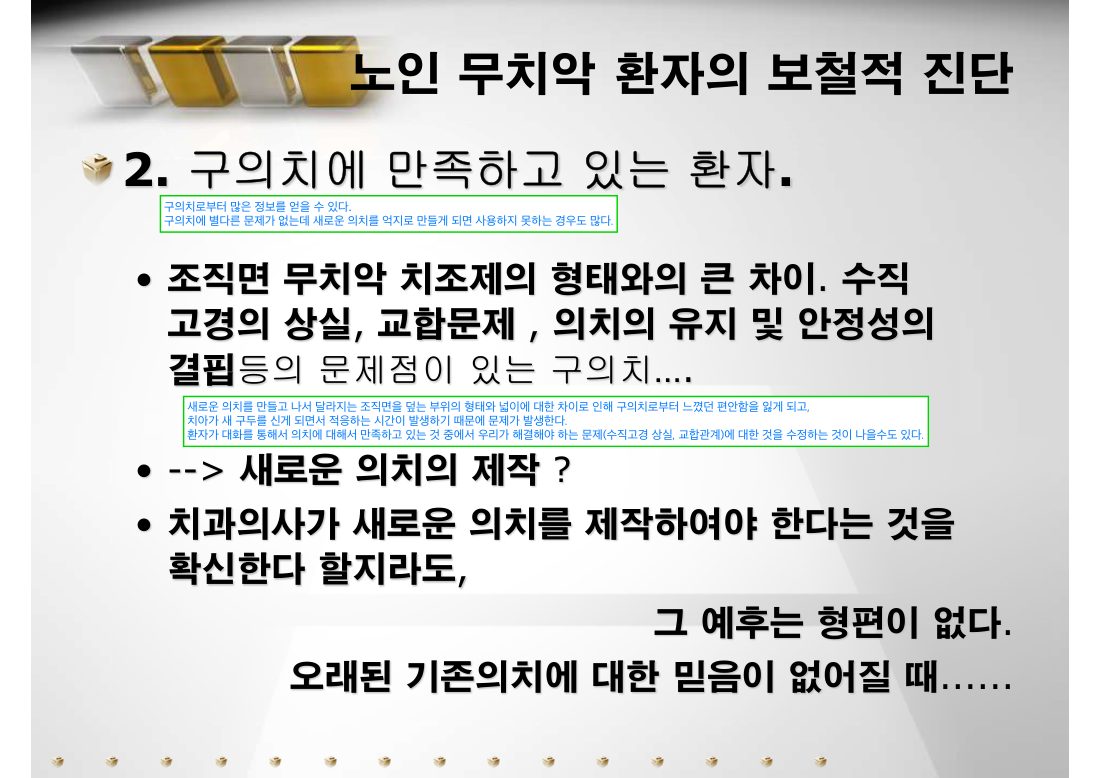 노인 무치악 환자의 보철적 진단
2. 구의치에 만족하고 있는 환자.
구의치로부터 많은 정보를 얻을 수 있다.
구의치에 별다른 문제가 없는데 새로운 의치를 억지로 만들게 되면 사용하지 못하는 경우도 많다.
• 조직면 무치악 치조제의 형태와의 큰 차이. 수직
고경의 상실, 교합문제 , 의치의 유지 및 안정성의
결핍등의 문제점이 있는 구의치....
새로운 의치를 만들고 나서 달라지는 조직면을 덮는 부위의 형태와 넓이에 대한 차이로 인해 구의치로부터 느꼈던 편안함을 잃게 되고,
치아가 새 구두를 신게 되면서 적응하는 시간이 발생하기 때문에 문제가 발생한다.
환자가 대화를 통해서 의치에 대해서 만족하고 있는 것 중에서 우리가 해결해야 하는 문제(수직고경 상실, 교합관계)에 대한 것을 수정하는 것이 나을수도 있다.
• --> 새로운 의치의 제작 ?
• 치과의사가 새로운 의치를 제작하여야 한다는 것을
확신한다 할지라도,
그 예후는 형편이 없다.
오래된 기존의치에 대한 믿음이 없어질 때......